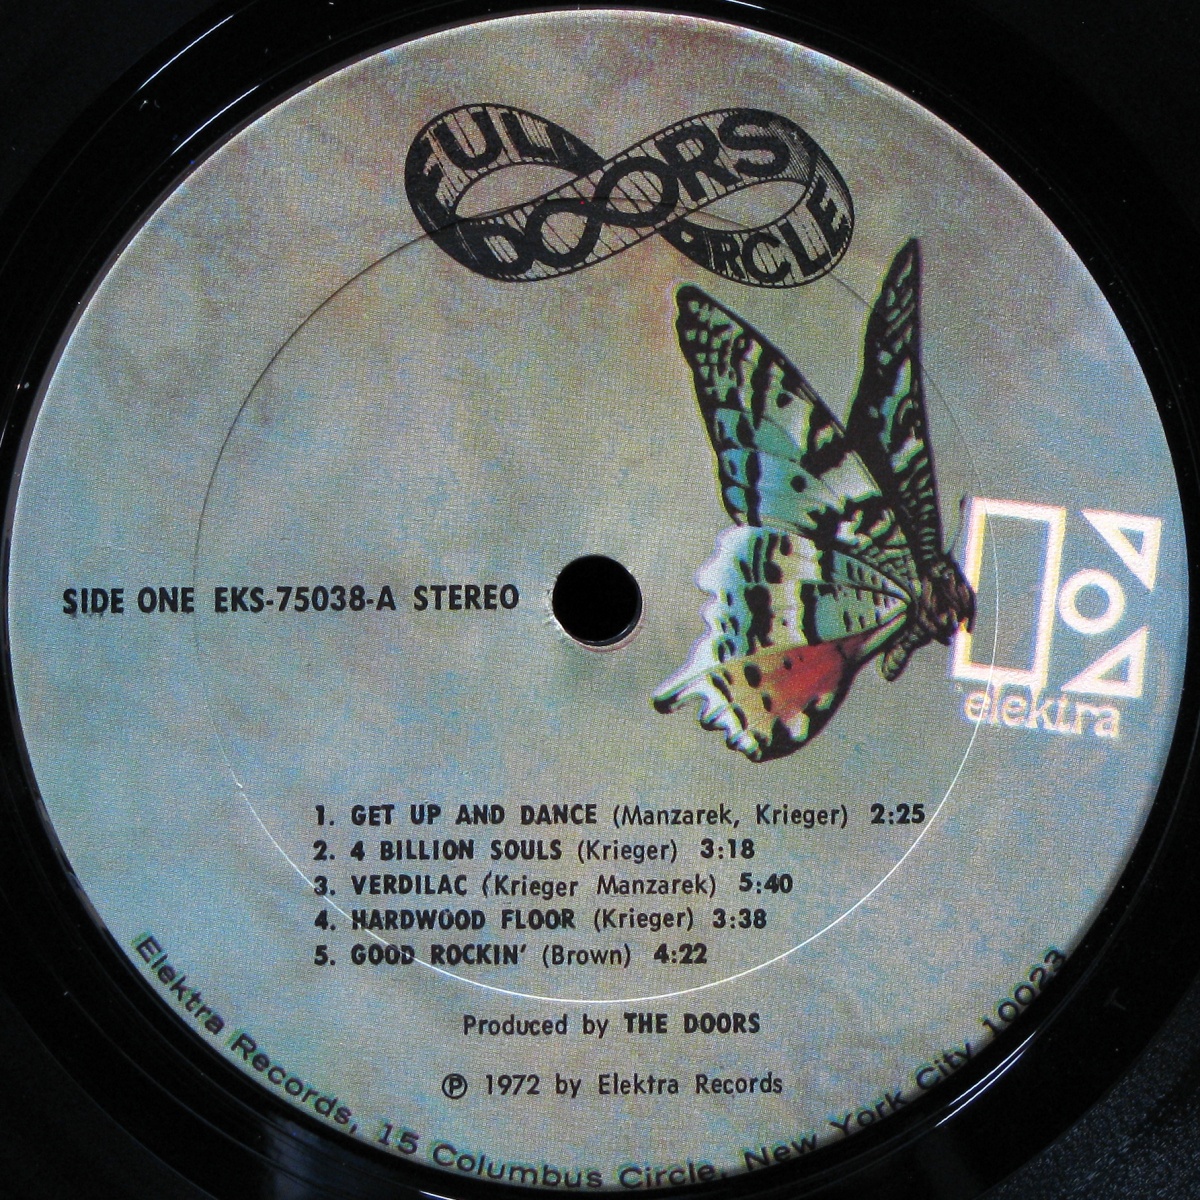 FULL CIRCLE
DOORS
elektra
SIDE ONE EKS-75038-A STEREO
1. GET UP AND DANCE (Manzarek, Krieger) 2:25
2. 4 BILLION SOULS (Krieger) 3:18
3. VERDILAC (Krieger Manzarek) 5:40
4. HARDWOOD FLOOR (Krieger) 3:38
5. GOOD ROCKIN' (Brown) 4:22
Produced by THE DOORS
Ⓟ 1972 by Elektra Records
Elektra Records, 15 Columbus Circle, New York City 10023